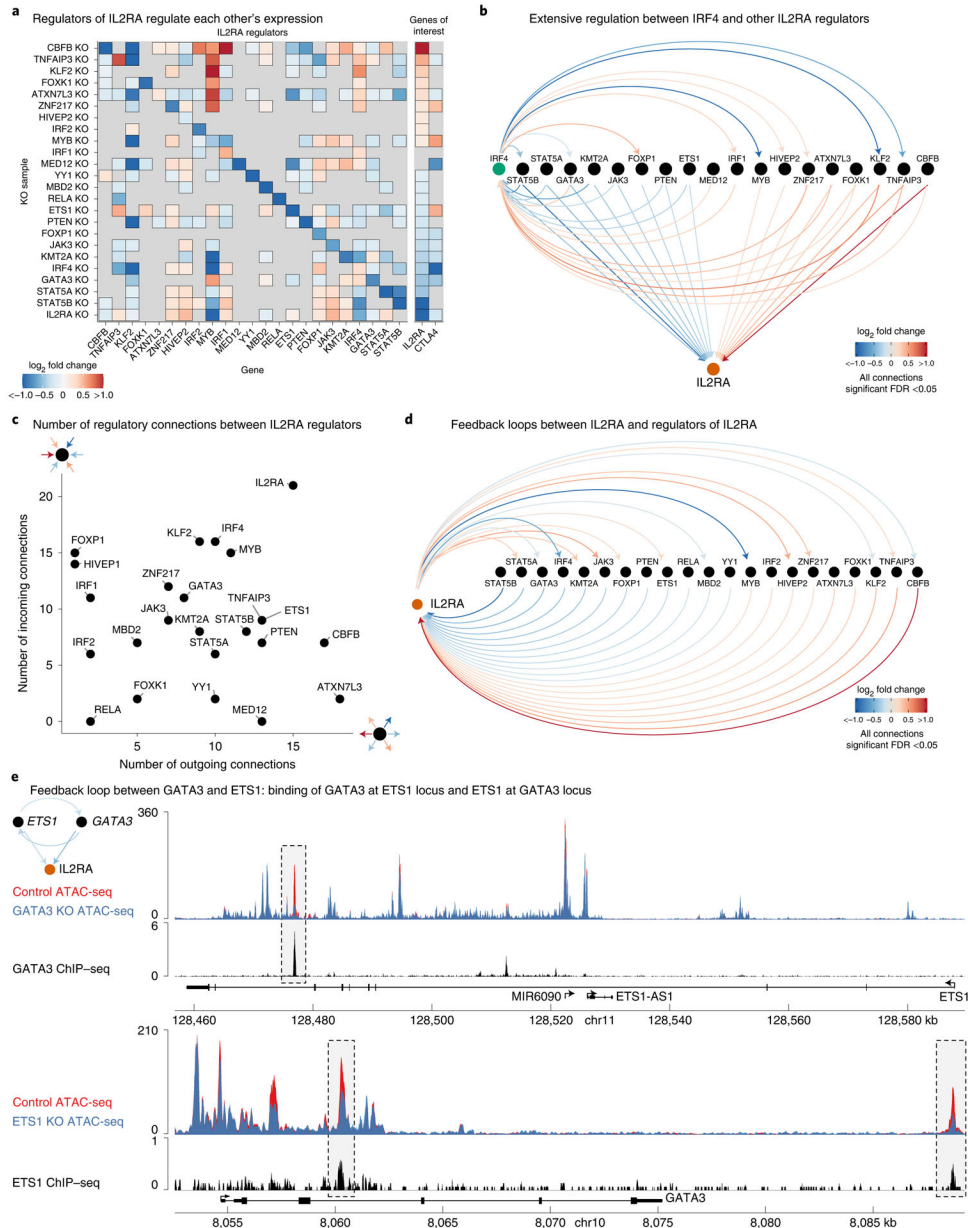 a
Regulators of IL2RA regulate each other's expression
IL2RA regulators
Genes of
interest
KO sample
CBFB KO
TNFAIP3 KO
KLF2 KO
FOXK1 KO
ATXN7L3 KO
ZNF217 KO
HIVEP2 KO
IRF2 KO
MYB KO
IRF1 KO
MED12 KO
YY1 KO
MBD2 KO
RELA KO
ETS1 KO
PTEN KO
FOXP1 KO
JAK3 KO
KMT2A KO
IRF4 KO
GATA3 KO
STAT5A KO
STAT5B KO
IL2RA KO
CBFB
TNFAIP3
KLF2
FOXK1
ATXN7L3
ZNF217
HIVEP2
IRF2
MYB
IRF1
MED12
YY1
MBD2
RELA
ETS1
PTEN
FOXP1
JAK3
KMT2A
IRF4
GATA3
STAT5A
STAT5B
IL2RA
CTLA4
Gene
log2 fold change
<–1.0 –0.5 0 0.5 >1.0
b
Extensive regulation between IRF4 and other IL2RA regulators
IRF4 STAT5A KMT2A FOXP1 ETS1 IRF1 HIVEP2 ATXN7L3 KLF2 CBFB
STAT5B GATA3 JAK3 PTEN MED12 MYB ZNF217 FOXK1 TNFAIP3
IL2RA
log2 fold change
<–1.0 –0.5 0 0.5 >1.0
All connections
significant FDR <0.05
c
Number of regulatory connections between IL2RA regulators
Number of incoming connections
20
15
10
5
0
IL2RA
KLF2
IRF4
MYB
FOXP1
HIVEP1
IRF1
ZNF217
GATA3
TNFAIP3
ETS1
JAK3
KMT2A
STAT5B
PTEN
CBFB
MBD2
IRF2
STAT5A
FOXK1
YY1
ATXN7L3
RELA
MED12
5 10 15
Number of outgoing connections
d
Feedback loops between IL2RA and regulators of IL2RA
STAT5A IRF4 JAK3 PTEN RELA YY1 IRF2 ZNF217 FOXK1 TNFAIP3
STAT5B GATA3 KMT2A FOXP1 ETS1 MBD2 MYB HIVEP2 ATXN7L3 KLF2 CBFB
IL2RA
log2 fold change
<–1.0 –0.5 0 0.5 >1.0
All connections
significant FDR <0.05
e
Feedback loop between GATA3 and ETS1: binding of GATA3 at ETS1 locus and ETS1 at GATA3 locus
ETS1 GATA3
IL2RA
360
Control ATAC-seq
GATA3 KO ATAC-seq
0
6
GATA3 ChIP–seq
0
MIR6090
ETS1-AS1
ETS1
128,460 128,480 128,500 128,520 chr11 128,540 128,560 128,580 kb
210
Control ATAC-seq
ETS1 KO ATAC-seq
0
1
ETS1 ChIP–seq
0
GATA3
8,055 8,060 8,065 8,070 chr10 8,075 8,080 8,085 kb